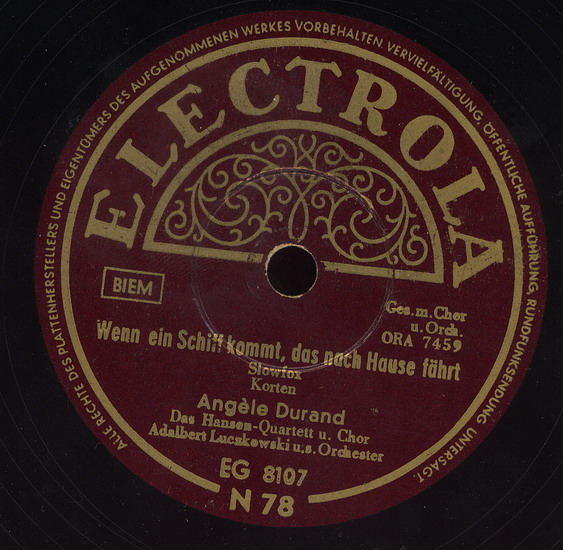 ALLE RECHTE DES PLATTENHERSTELLERS UND EIGENTÜMERS DES AUFGENOMMENEN WERKES VORBEHALTEN VERVIELFÄLTIGUNG, ÖFFENTLICHE AUFFÜHRUNG, RUNDFUNKSENDUNG UNTERSAGT.
ELECTROLA
BIEM
Ges. m. Chor
u. Orch.
ORA 7459
Wenn ein Schiff kommt, das nach Hause fährt
Slowfox
Korten
Angèle Durand
Das Hansen-Quartett u. Chor
Adalbert Luczkowski u. s. Orchester
EG 8107
N 78